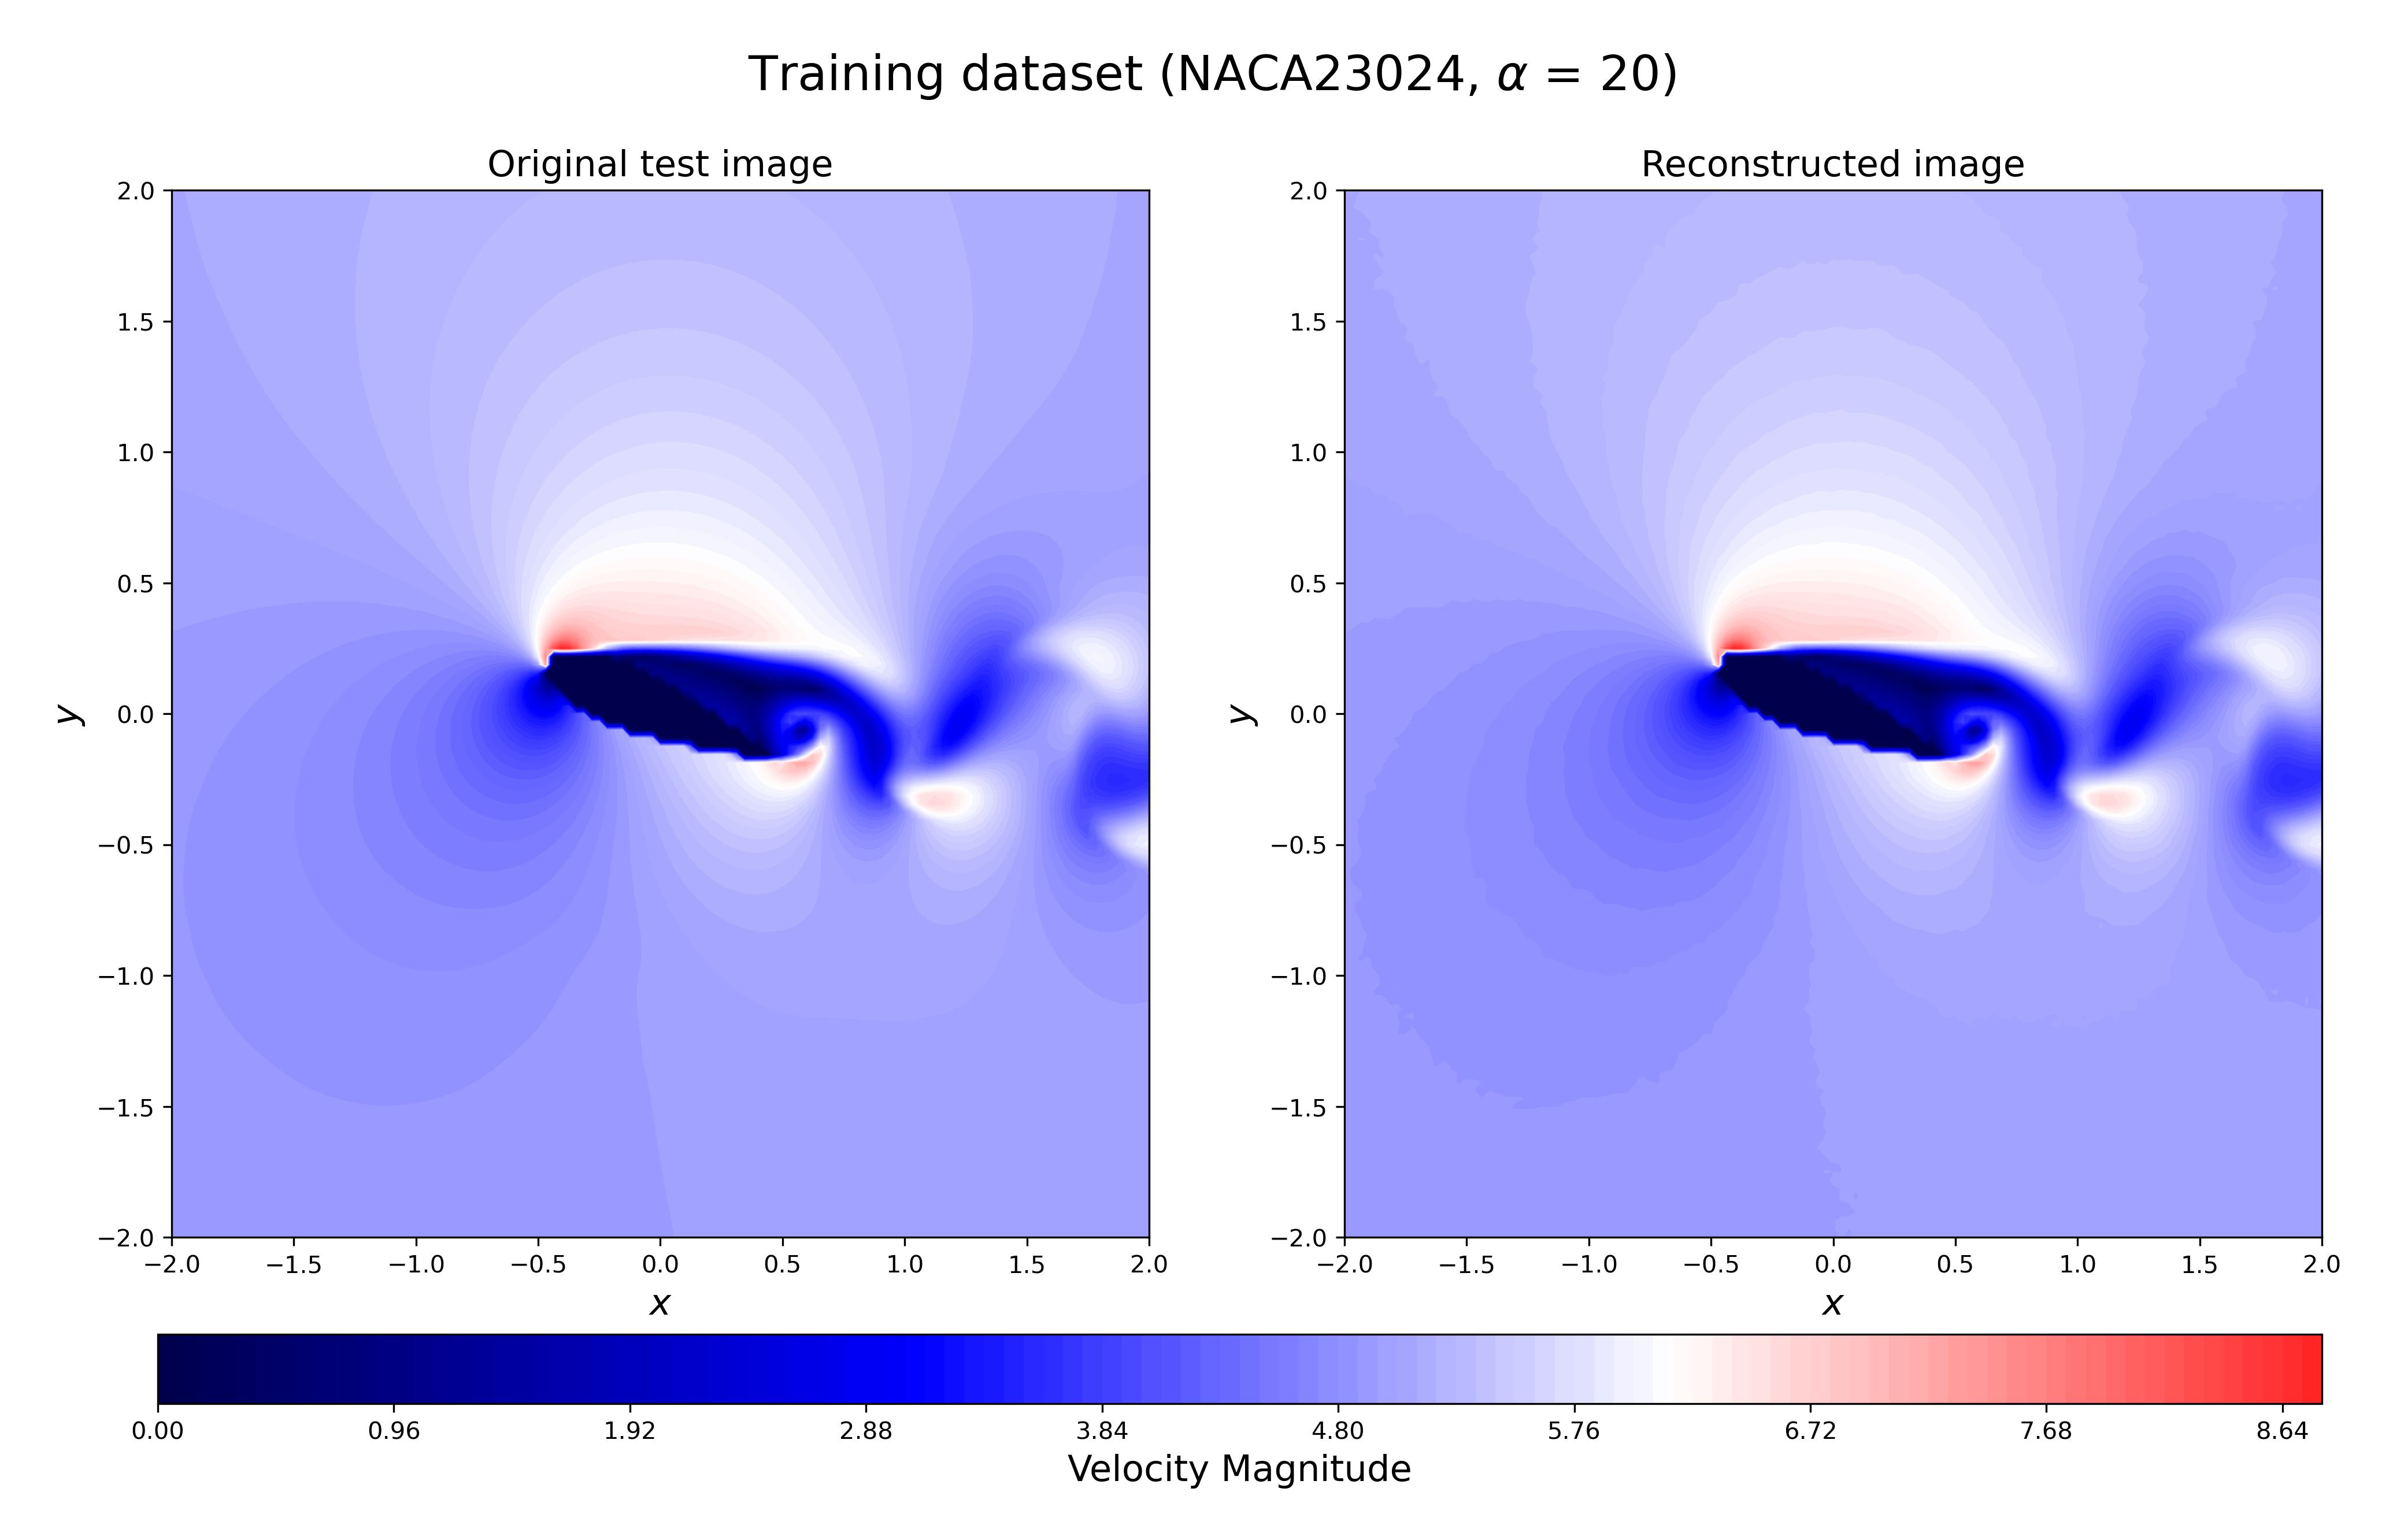 Training dataset (NACA23024, α = 20)
Original test image
Reconstructed image
2.0
1.5
1.0
0.5
0.0
−0.5
−1.0
−1.5
−2.0
y
−2.0 −1.5 −1.0 −0.5 0.0 0.5 1.0 1.5 2.0
x
2.0
1.5
1.0
0.5
0.0
−0.5
−1.0
−1.5
−2.0
y
−2.0 −1.5 −1.0 −0.5 0.0 0.5 1.0 1.5 2.0
x
0.00 0.96 1.92 2.88 3.84 4.80 5.76 6.72 7.68 8.64
Velocity Magnitude